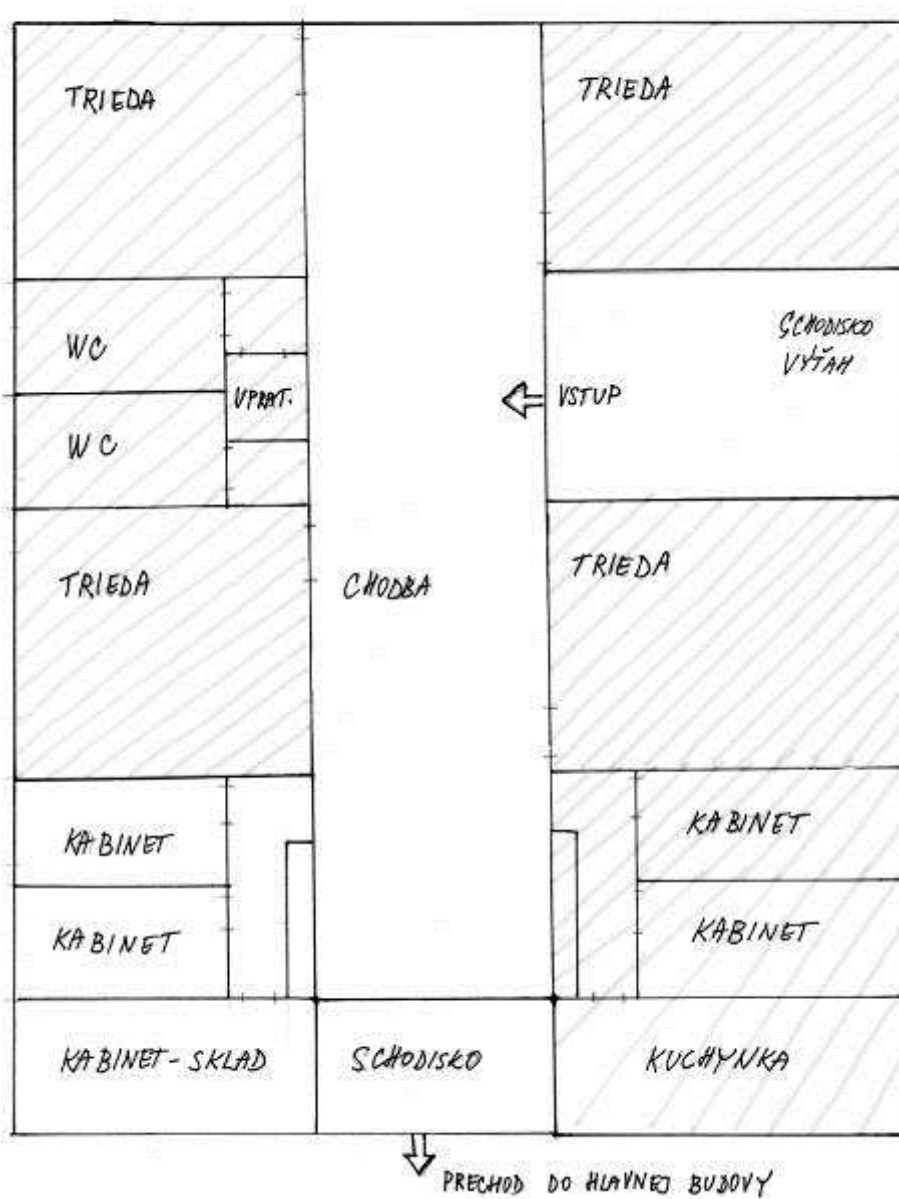 TRIEDA
TRIEDA
WC
UPRAT.
WC
VSTUP
SCHODISKO
VÝŤAH
TRIEDA
CHODBA
TRIEDA
KABINET
KABINET
KABINET
KABINET
KABINET - SKLAD
SCHODISKO
KUCHYNKA
PRECHOD DO HLAVNEJ BUDOVY